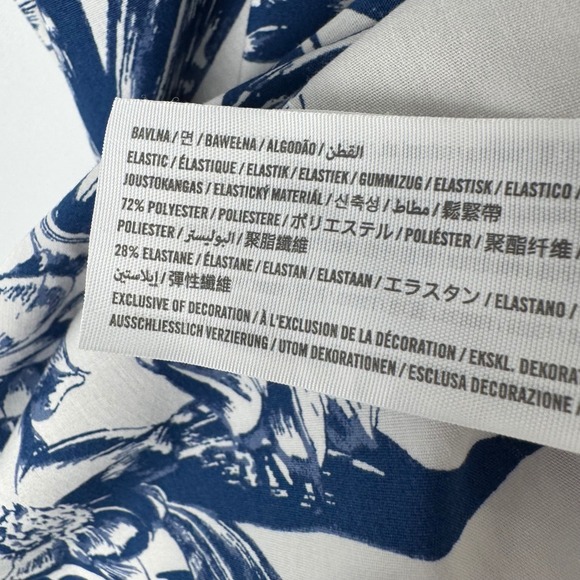 BAVLNA / 면 / BAWEŁNA / ALGODÃO / القطن
ELASTIC / ÉLASTIQUE / ELASTIK / ELASTIEK / GUMMIZUG / ELASTISK / ELASTICO
JOUSTOKANGAS / ELASTICKÝ MATERIÁL / 신축성 / مطاط / 鬆緊帶
72% POLYESTER / POLIESTERE / ポリエステル / POLIÉSTER / 聚酯纤维 /
POLIESTER / البوليستر / 聚脂纖維
28% ELASTANE / ÉLASTANE / ELASTAN / ELASTAAN / エラスタン / ELASTANO /
إيلاستين / 彈性纖維
EXCLUSIVE OF DECORATION / À L'EXCLUSION DE LA DÉCORATION / EKSKL. DEKORAT
AUSSCHLIESSLICH VERZIERUNG / UTOM DEKORATIONEN / ESCLUSA DECORAZIONE /